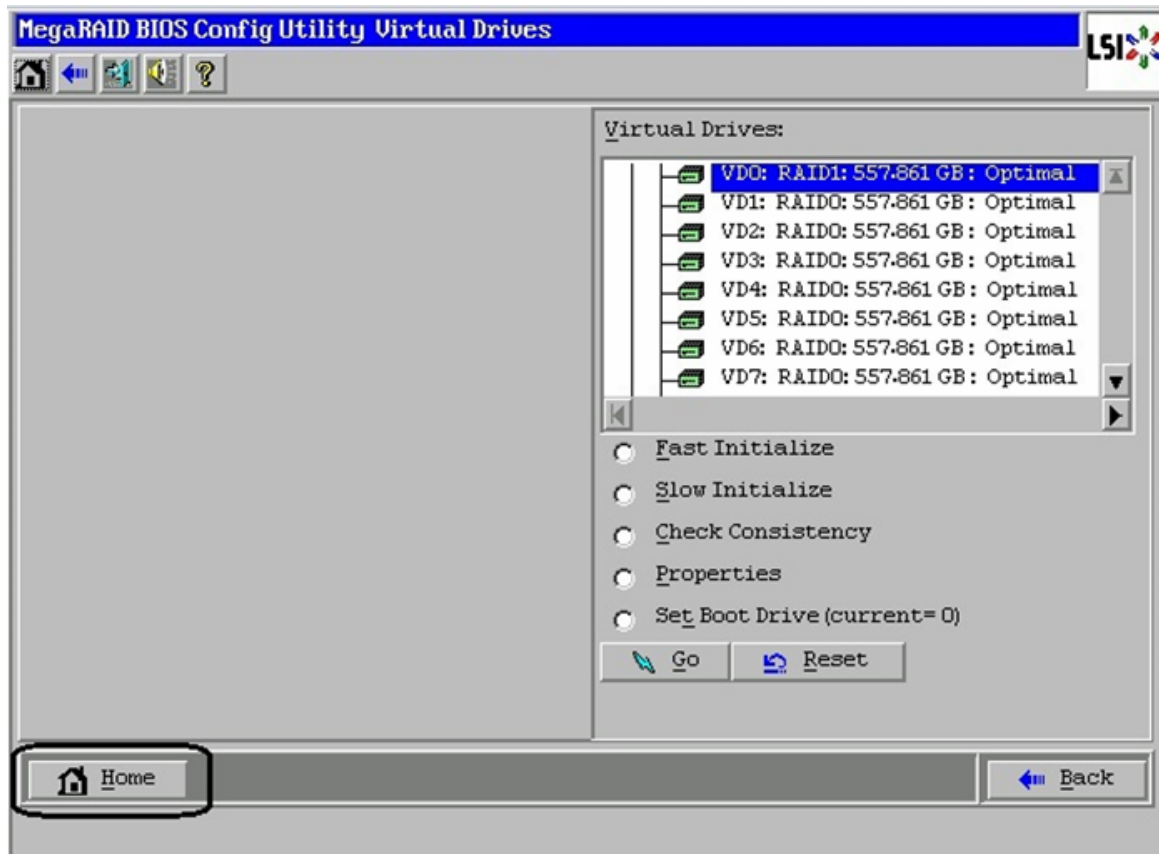 MegaRAID BIOS Config Utility Virtual Drives
LSI
?
Virtual Drives:
VD0: RAID1: 557.861 GB: Optimal
VD1: RAID0: 557.861 GB: Optimal
VD2: RAID0: 557.861 GB: Optimal
VD3: RAID0: 557.861 GB: Optimal
VD4: RAID0: 557.861 GB: Optimal
VD5: RAID0: 557.861 GB: Optimal
VD6: RAID0: 557.861 GB: Optimal
VD7: RAID0: 557.861 GB: Optimal
Fast Initialize
Slow Initialize
Check Consistency
Properties
Set Boot Drive (current= 0)
Go Reset
Home Back